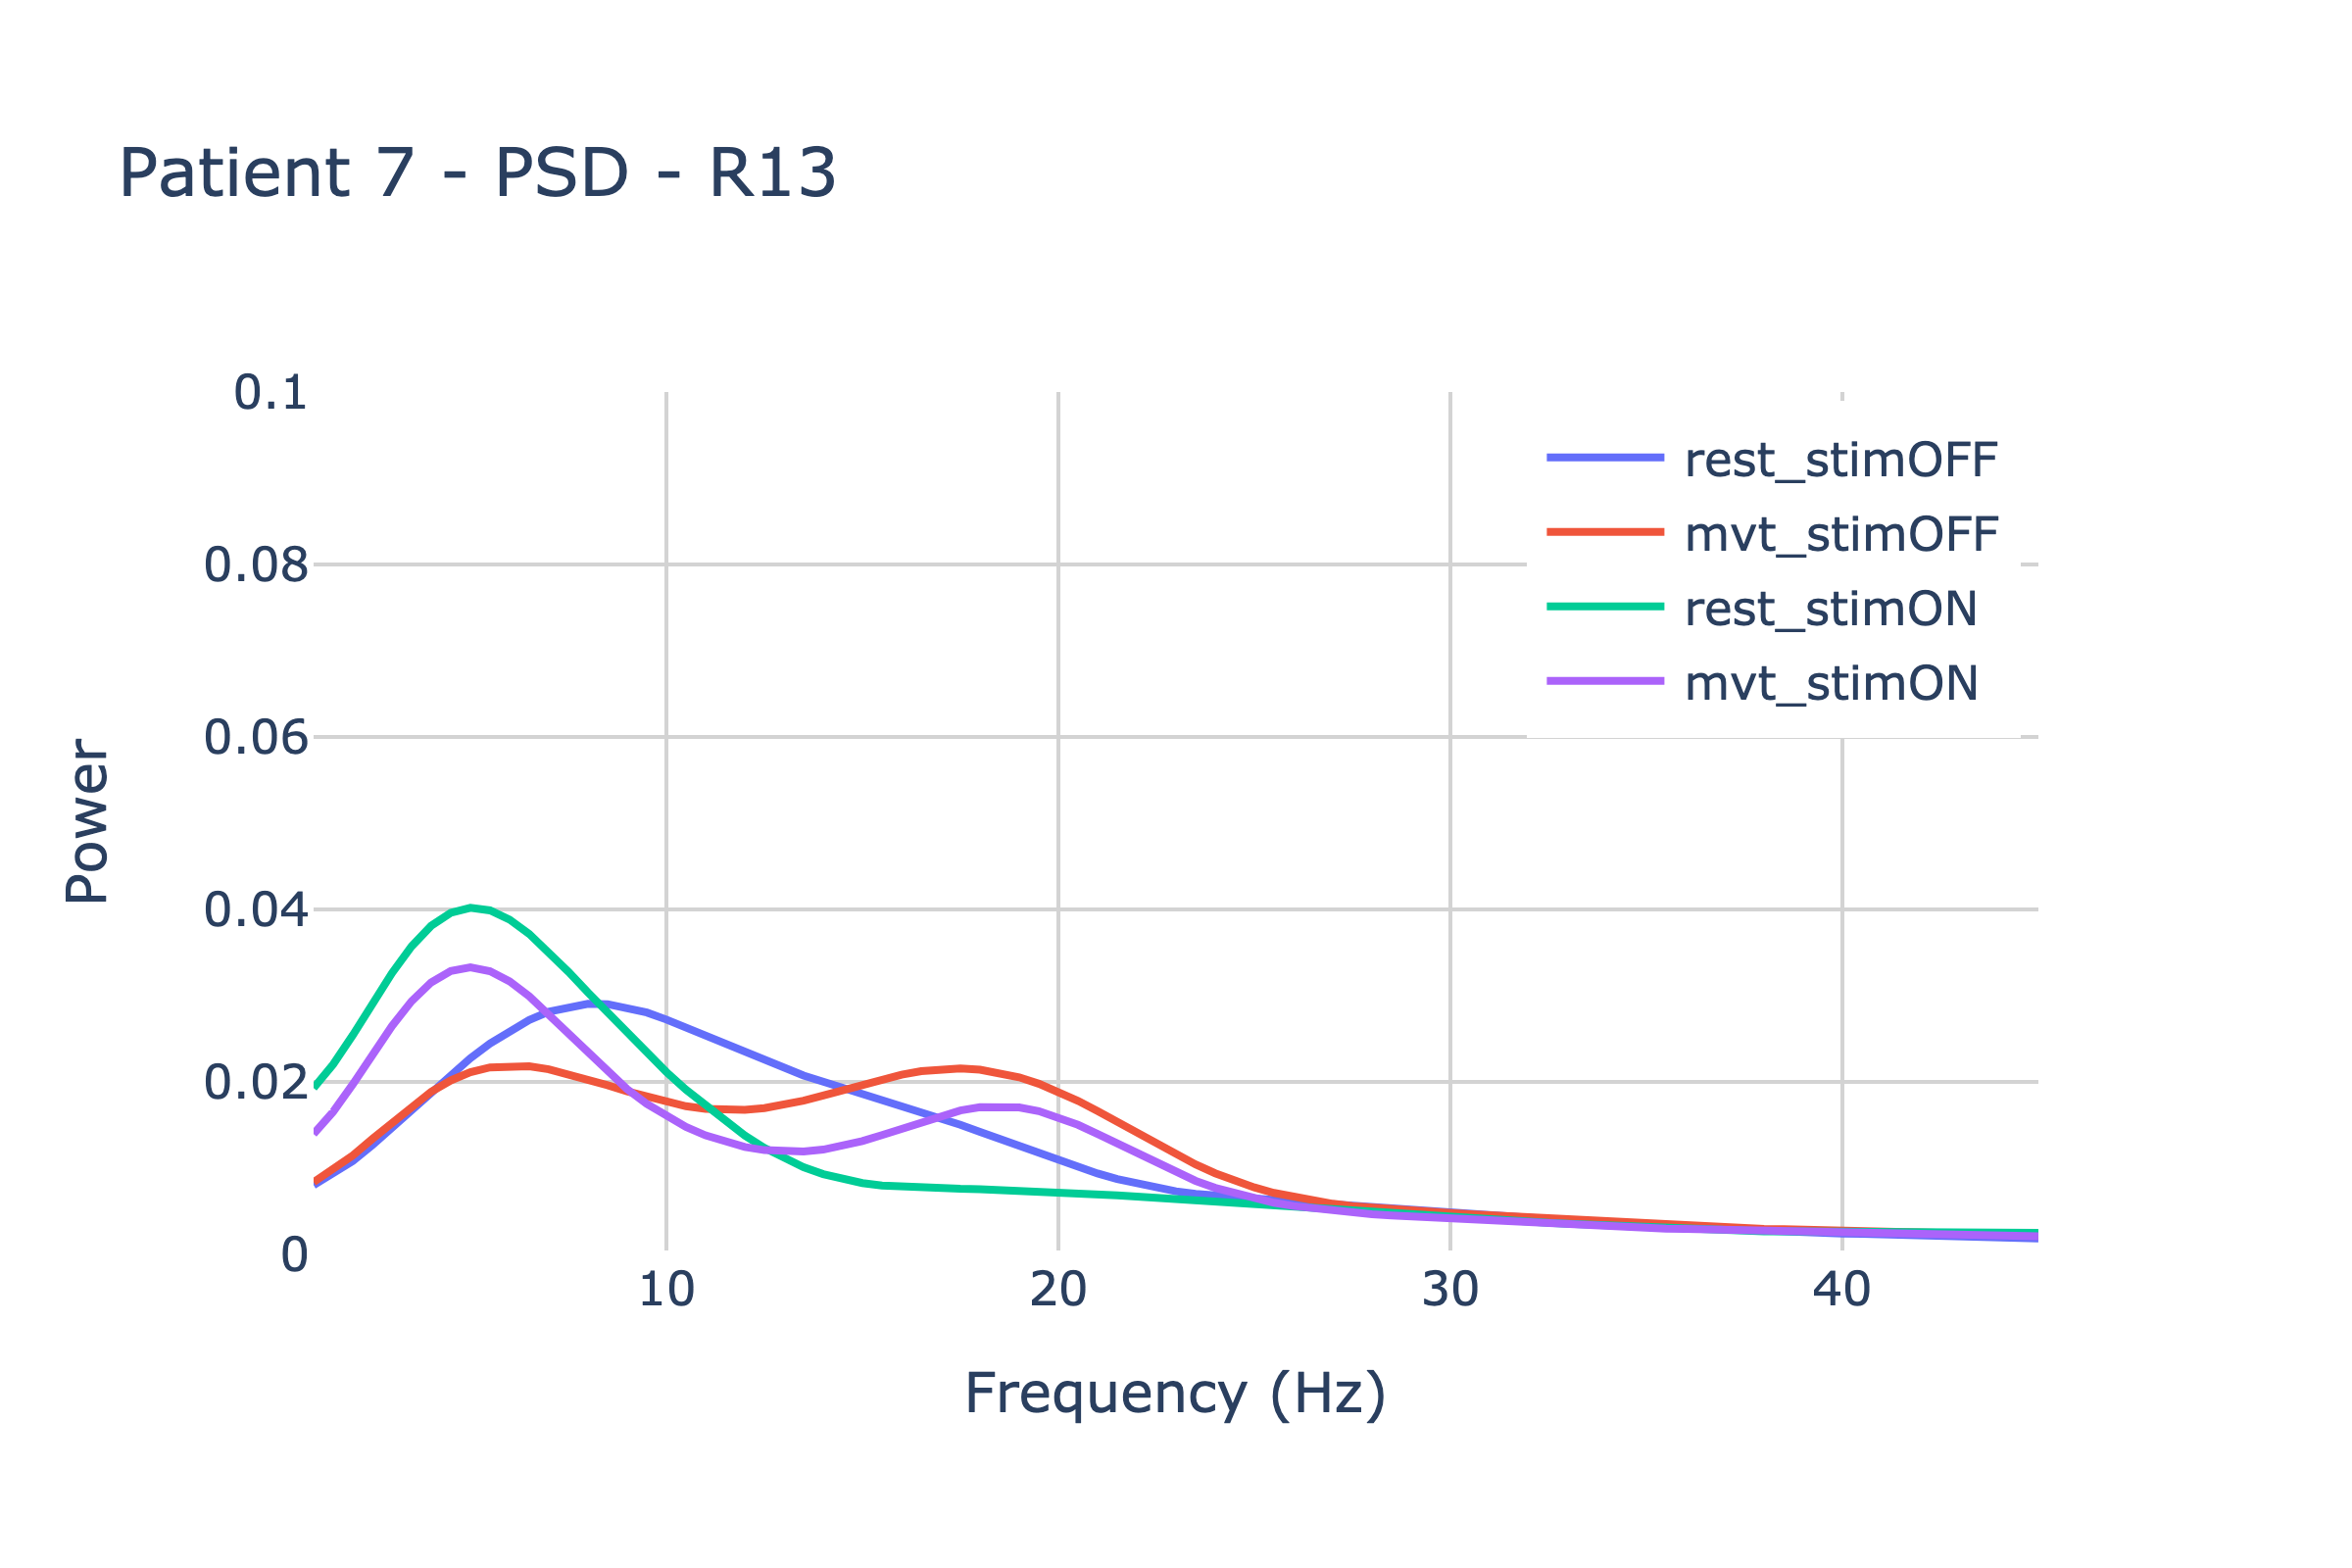 Patient 7 - PSD - R13
0.1
0.08
0.06
0.04
0.02
0
Power
rest_stimOFF
mvt_stimOFF
rest_stimON
mvt_stimON
10 20 30 40
Frequency (Hz)